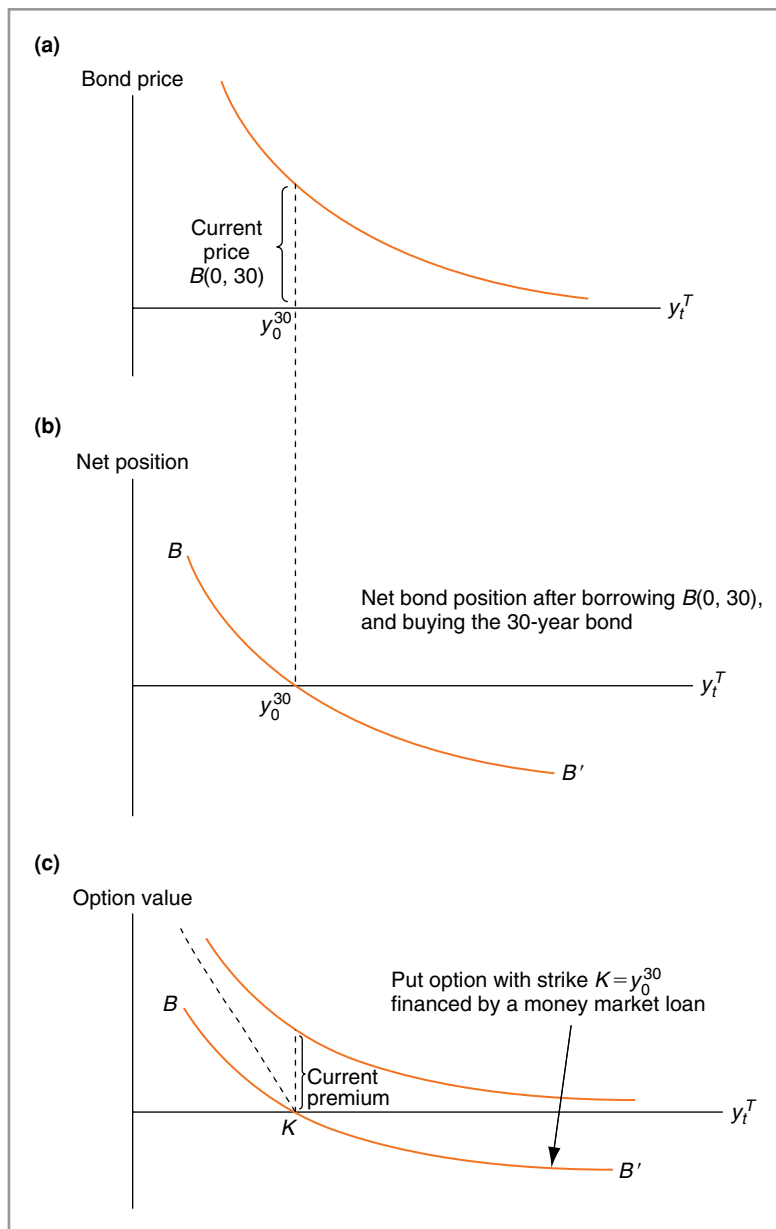 (a)
Bond price
Current
price
B(0, 30)
y_0^30
y_t^T
(b)
Net position
B
Net bond position after borrowing B(0, 30),
and buying the 30-year bond
y_t^T
y_0^30
B′
(c)
Option value
Put option with strike K = y_0^30
financed by a money market loan
B
Current
premium
K
y_t^T
B′